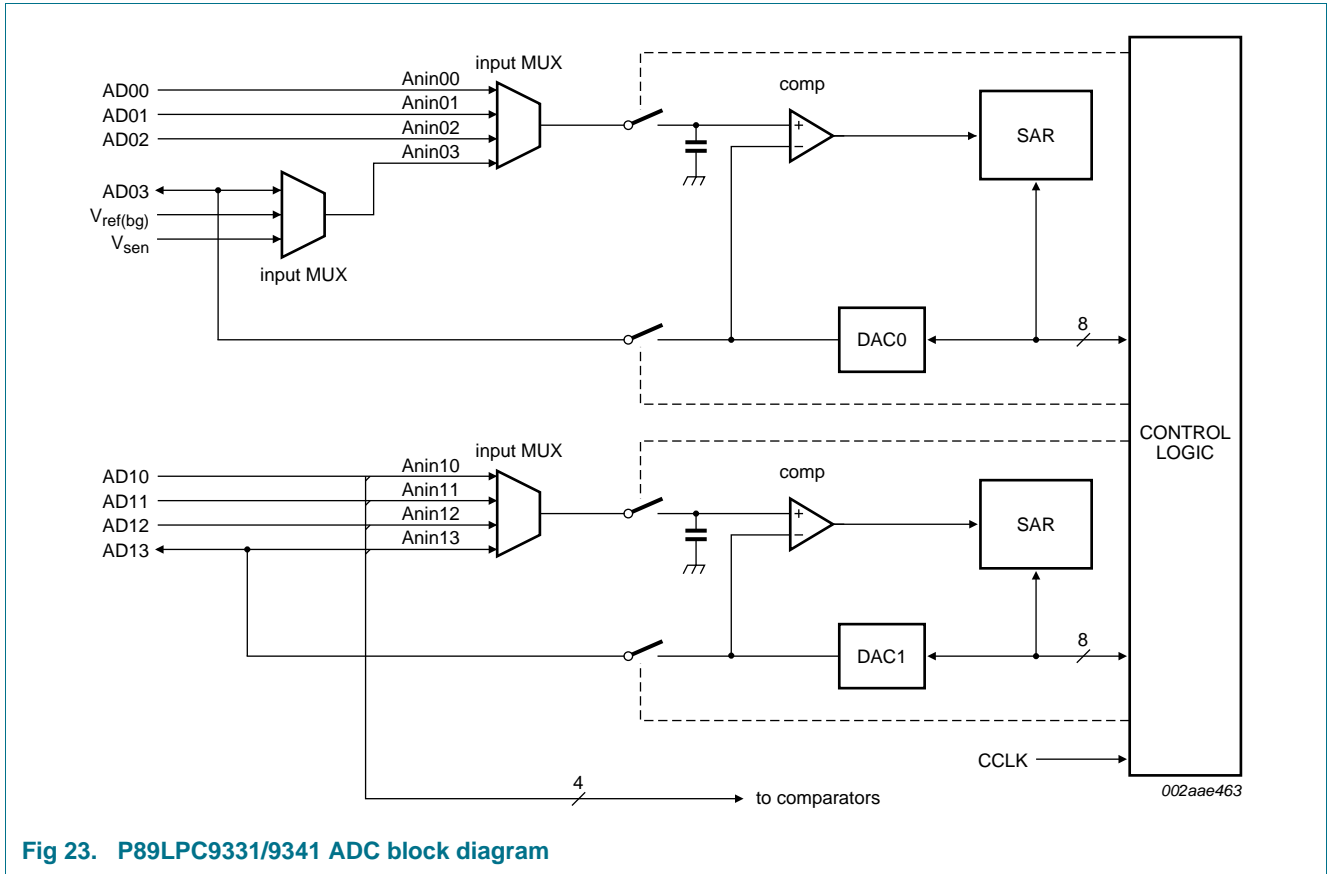 input MUX
AD00
AD01
AD02
Anin00
Anin01
Anin02
Anin03
AD03
Vref(bg)
Vsen
input MUX
comp
+
−
SAR
DAC0
8
CONTROL
LOGIC
input MUX
AD10
AD11
AD12
AD13
Anin10
Anin11
Anin12
Anin13
comp
+
−
SAR
DAC1
8
CCLK
4
to comparators
002aae463
Fig 23. P89LPC9331/9341 ADC block diagram